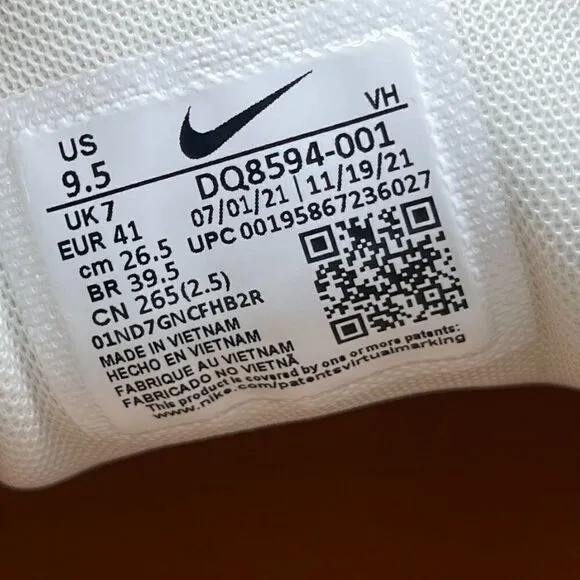 US
9.5
VH
DQ8594-001
07/01/21 | 11/19/21
UPC 00195867236027
UK 7
EUR 41
cm 26.5
BR 39.5
CN 265(2.5)
01ND7GNCFHB2R
MADE IN VIETNAM
HECHO EN VIETNAM
FABRIQUE AU VIETNAM
FABRICADO NO VIETNÃ
This product is covered by one or more patents:
www.nike.com/patentsvirtualmarking